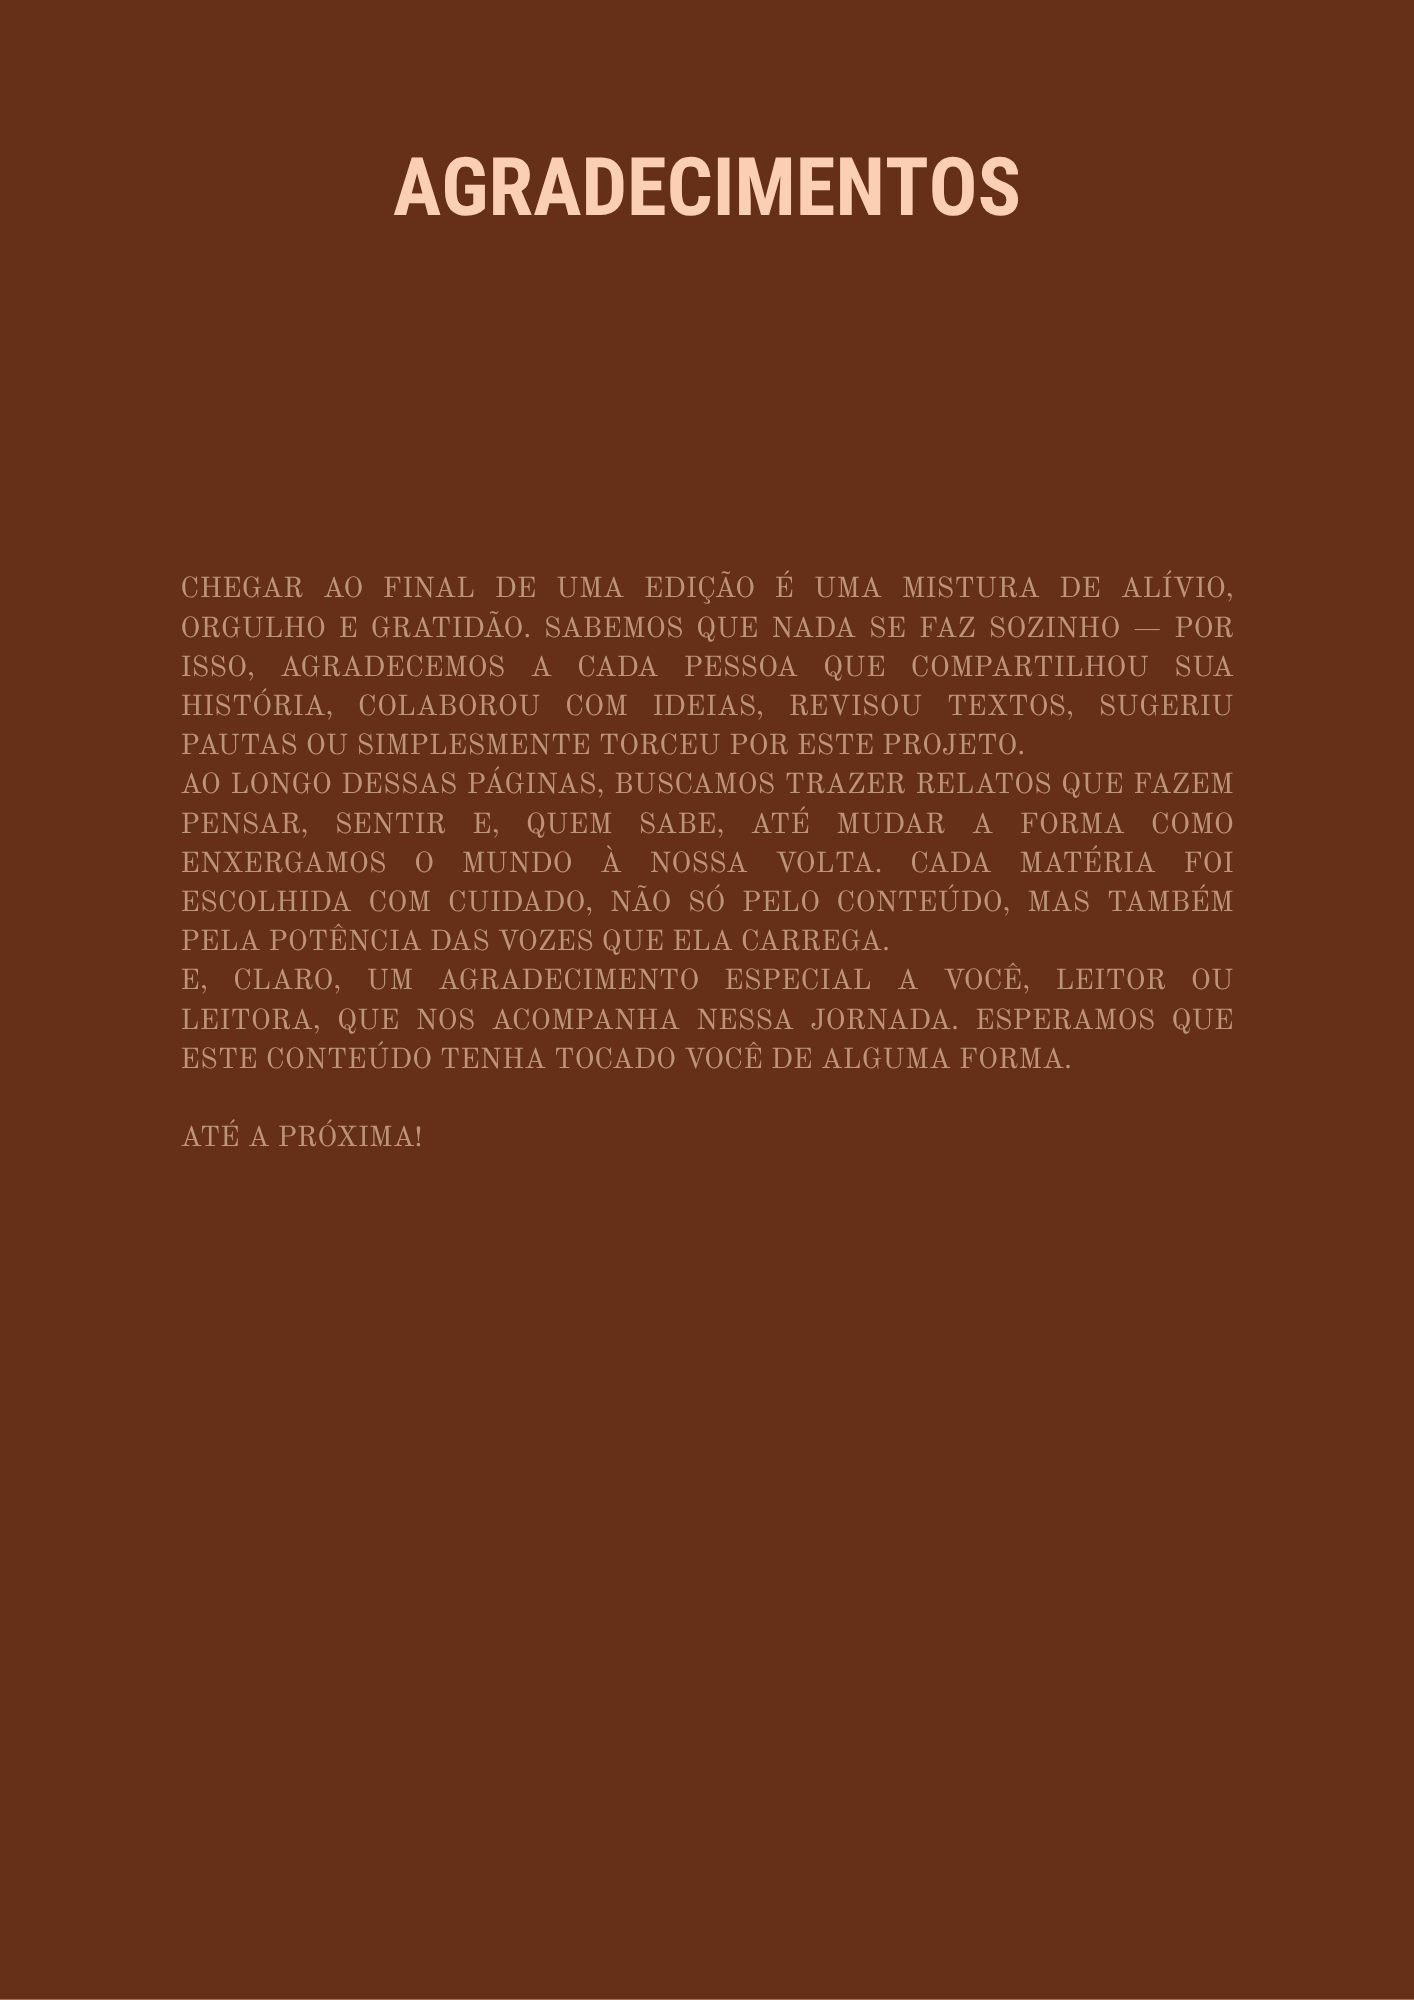 AGRADECIMENTOS
CHEGAR AO FINAL DE UMA EDIÇÃO É UMA MISTURA DE ALÍVIO,
ORGULHO E GRATIDÃO. SABEMOS QUE NADA SE FAZ SOZINHO — POR
ISSO, AGRADECEMOS A CADA PESSOA QUE COMPARTILHOU SUA
HISTÓRIA, COLABOROU COM IDEIAS, REVISOU TEXTOS, SUGERIU
PAUTAS OU SIMPLESMENTE TORCEU POR ESTE PROJETO.
AO LONGO DESSAS PÁGINAS, BUSCAMOS TRAZER RELATOS QUE FAZEM
PENSAR, SENTIR E, QUEM SABE, ATÉ MUDAR A FORMA COMO
ENXERGAMOS O MUNDO À NOSSA VOLTA. CADA MATÉRIA FOI
ESCOLHIDA COM CUIDADO, NÃO SÓ PELO CONTEÚDO, MAS TAMBÉM
PELA POTÊNCIA DAS VOZES QUE ELA CARREGA.
E, CLARO, UM AGRADECIMENTO ESPECIAL A VOCÊ, LEITOR OU
LEITORA, QUE NOS ACOMPANHA NESSA JORNADA. ESPERAMOS QUE
ESTE CONTEÚDO TENHA TOCADO VOCÊ DE ALGUMA FORMA.
ATÉ A PRÓXIMA!